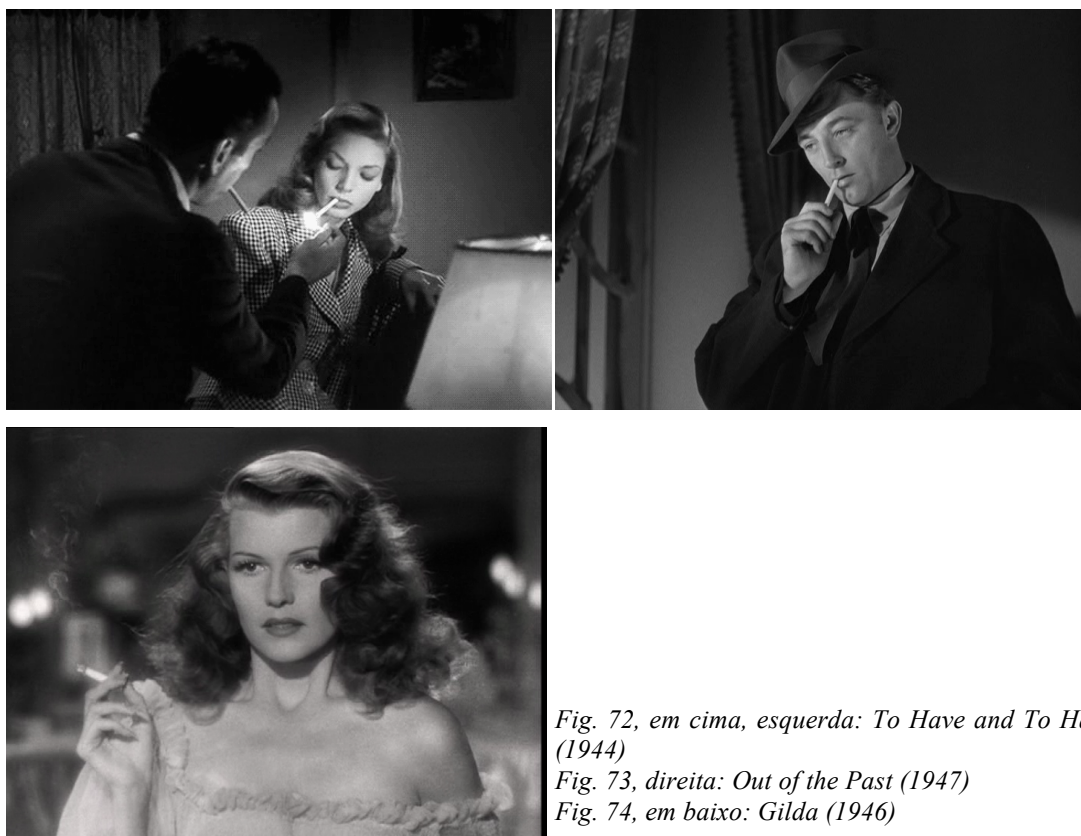 Fig. 72, em cima, esquerda: To Have and To
(1944)
Fig. 73, direita: Out of the Past (1947)
Fig. 74, em baixo: Gilda (1946)